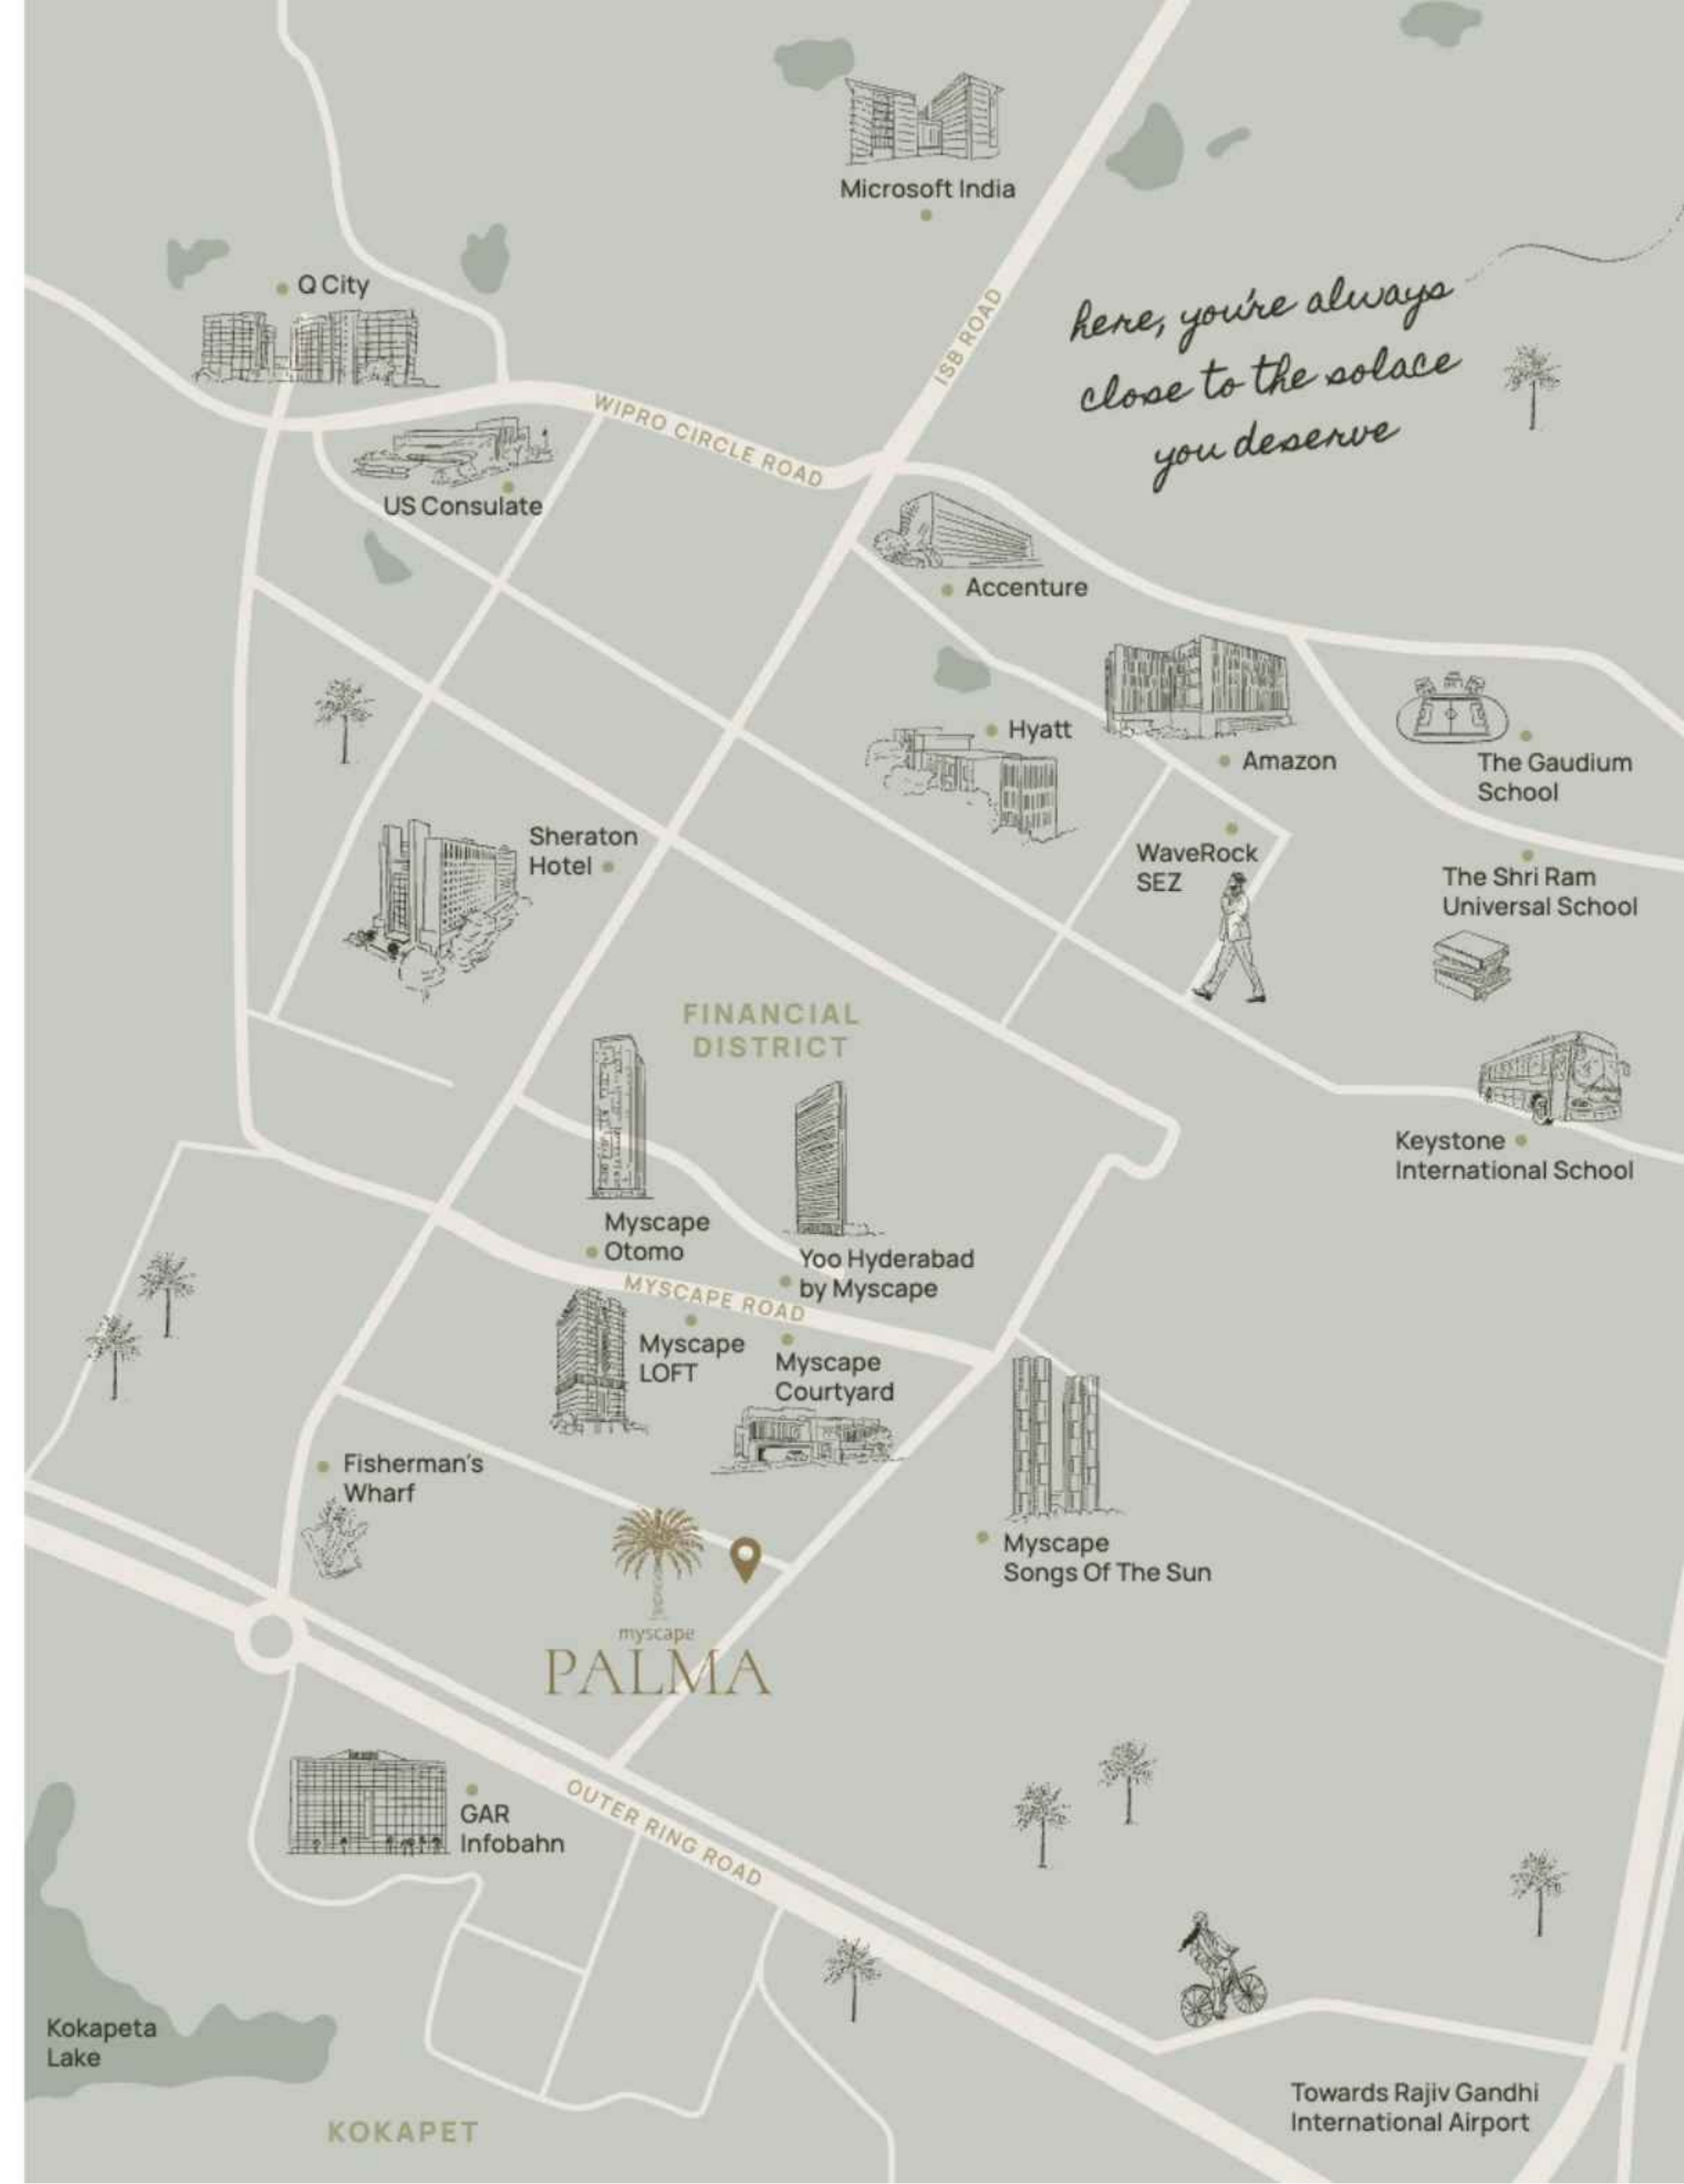 Microsoft India
Q City
ISB ROAD
here, you're always
close to the solace
you deserve
WIPRO CIRCLE ROAD
US Consulate
Accenture
Hyatt
Amazon
The Gaudium
School
Sheraton
Hotel
WaveRock
SEZ
The Shri Ram
Universal School
FINANCIAL
DISTRICT
Keystone
International School
Myscape
Otomo
Yoo Hyderabad
by Myscape
MYSCAPE ROAD
Myscape
LOFT
Myscape
Courtyard
Fisherman's
Wharf
Myscape
Songs Of The Sun
myscape
PALMA
GAR
Infobahn
OUTER RING ROAD
Kokapeta
Lake
Towards Rajiv Gandhi
International Airport
KOKAPET